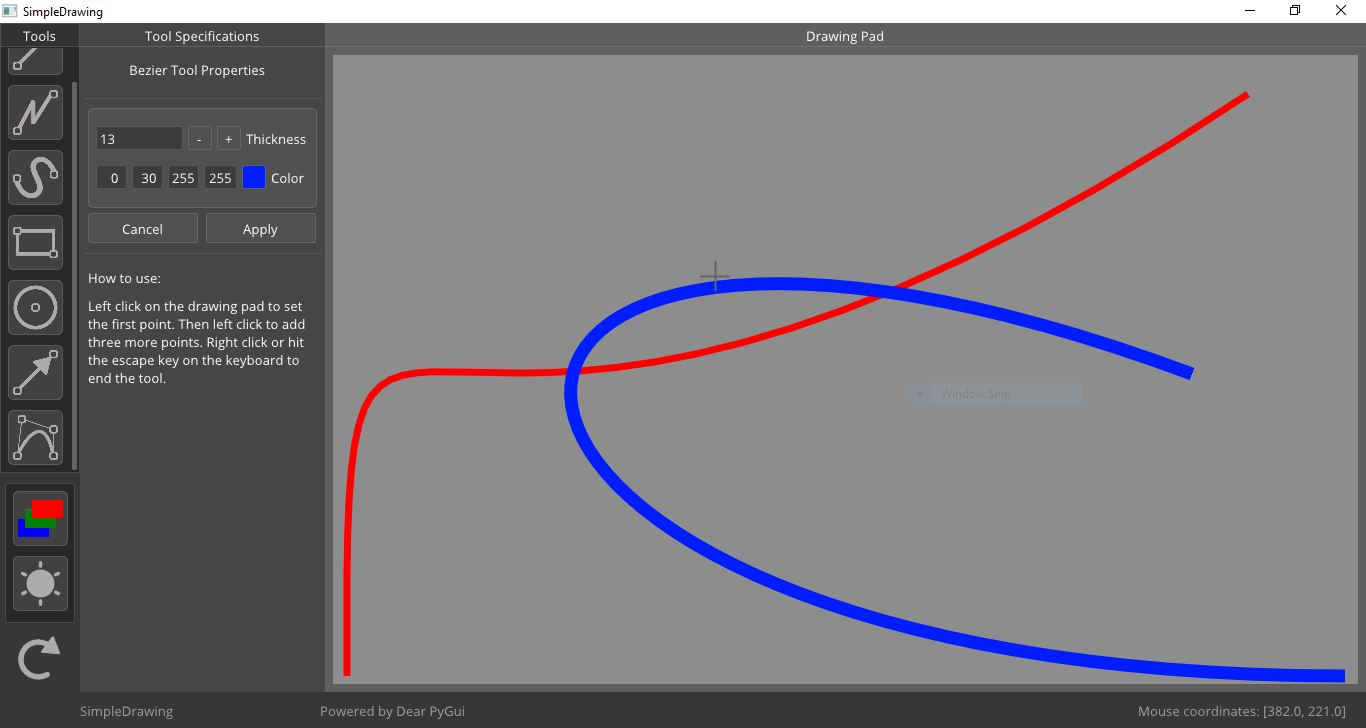 SimpleDrawing
Tools
Tool Specifications
Drawing Pad
Bezier Tool Properties
13 - + Thickness
0 30 255 255 Color
Cancel Apply
How to use:
Left click on the drawing pad to set
the first point. Then left click to add
three more points. Right click or hit
the escape key on the keyboard to
end the tool.
Window Snip
SimpleDrawing
Powered by Dear PyGui
Mouse coordinates: [382.0, 221.0]